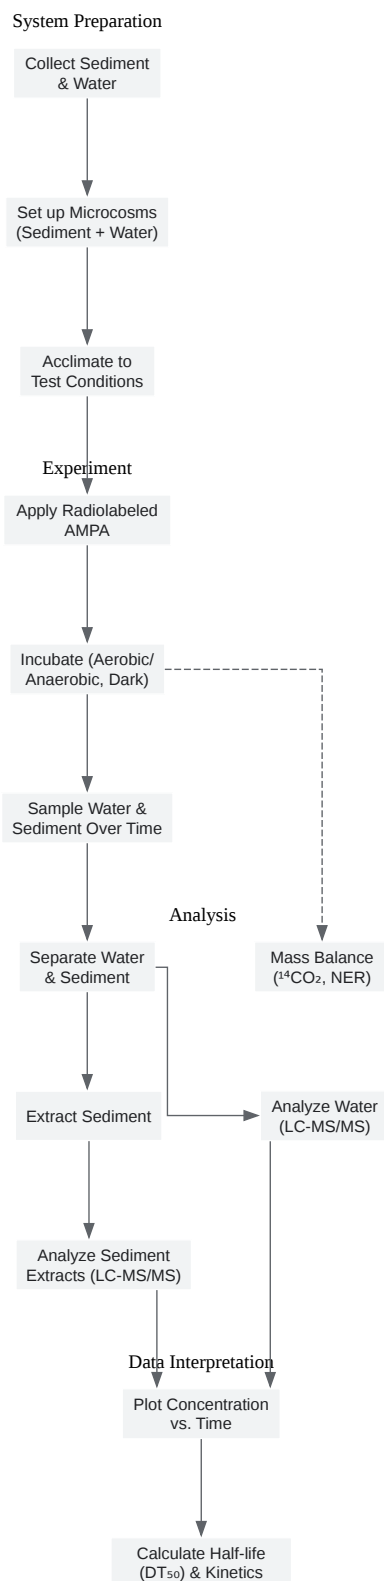 System Preparation
Collect Sediment
& Water
Set up Microcosms
(Sediment + Water)
Acclimate to
Test Conditions
Experiment
Apply Radiolabeled
AMPA
Incubate (Aerobic/
Anaerobic, Dark)
Sample Water &
Sediment Over Time
Analysis
Separate Water
& Sediment
Mass Balance
(¹⁴CO₂, NER)
Extract Sediment
Analyze Water
(LC-MS/MS)
Analyze Sediment
Extracts (LC-MS/MS)
Data Interpretation
Plot Concentration
vs. Time
Calculate Half-life
(DT₅₀) & Kinetics